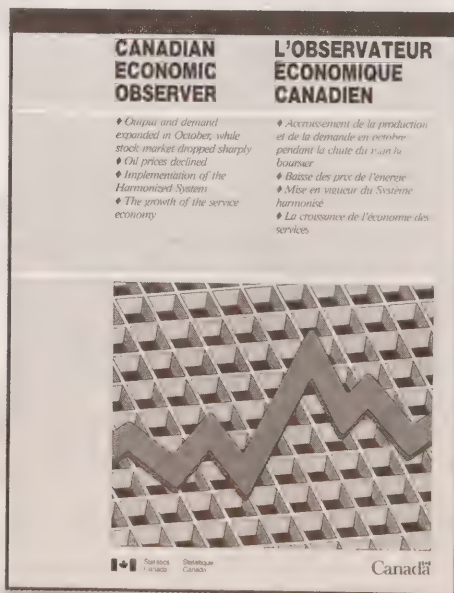 CANADIAN
ECONOMIC
OBSERVER
♦ Output and demand
expanded in October, while
stock market dropped sharply
♦ Oil prices declined
♦ Implementation of the
Harmonized System
♦ The growth of the service
economy
L'OBSERVATEUR
ÉCONOMIQUE
CANADIEN
♦ Accroissement de la production
et de la demande en octobre
pendant la chute du
boursier
♦ Baisse des prix de l'énergie
♦ Mise en vigueur du Système
harmonisé
♦ La croissance de l'économie des
services
Statistics
Canada
Statistique
Canada
Canada